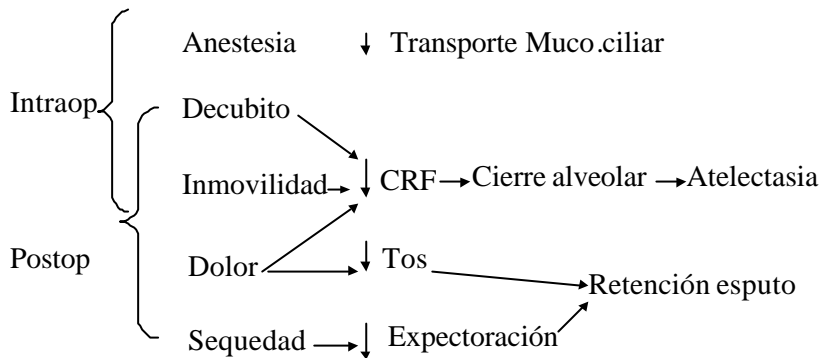 Anestesia ↓ Transporte Muco.ciliar
Intraop
Decubito
Inmovilidad → ↓ CRF → Cierre alveolar → Atelectasia
Postop
Dolor → ↓ Tos
Retención esputo
Sequedad → ↓ Expectoración